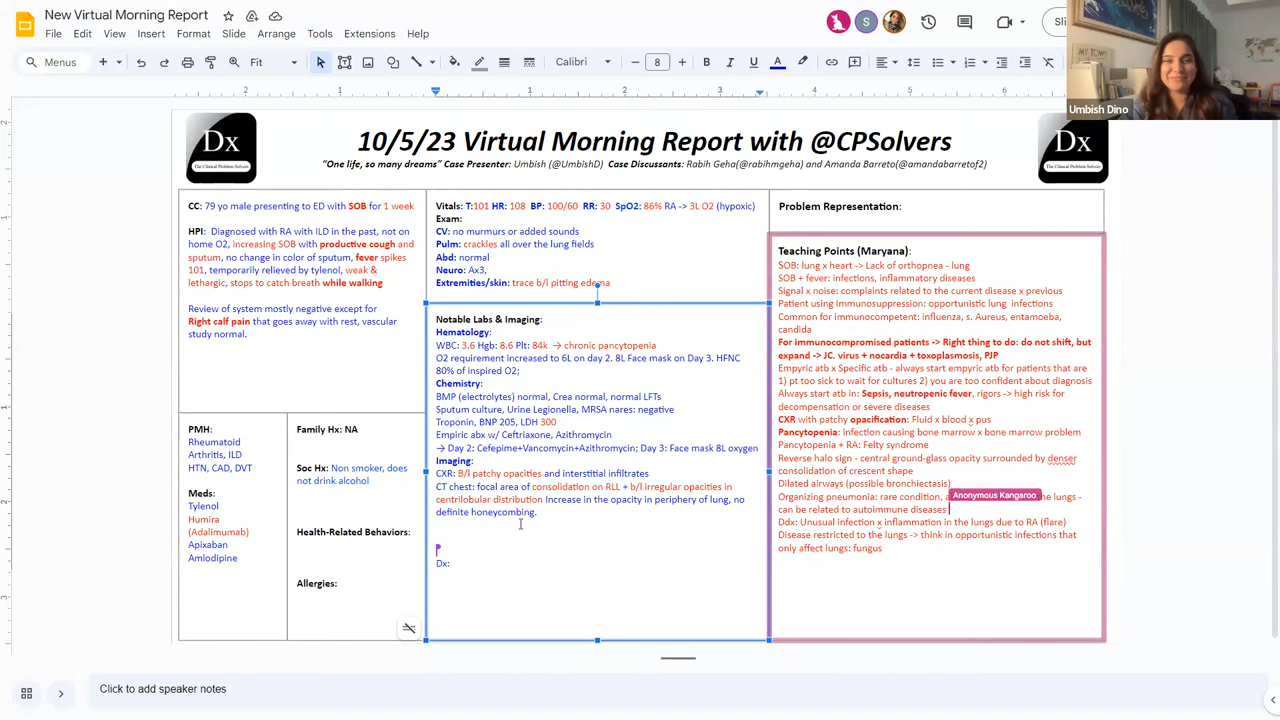 New Virtual Morning Report
File Edit View Insert Format Slide Arrange Tools Extensions Help
S
Menus
Fit
Calibri
8
B I U A
Umbish Dino
Dx
The Clinical Problem Solvers
10/5/23 Virtual Morning Report with @CPSolvers
"One life, so many dreams" Case Presenter: Umbish (@UmbishD) Case Discussants: Rabih Geha(@rabihmgeha) and Amanda Barreto(@amandabarretof2)
Dx
The Clinical Problem Solvers
CC: 79 yo male presenting to ED with SOB for 1 week
HPI: Diagnosed with RA with ILD in the past, not on
home O2, increasing SOB with productive cough and
sputum, no change in color of sputum, fever spikes
101, temporarily relieved by tylenol, weak &
lethargic, stops to catch breath while walking
Review of system mostly negative except for
Right calf pain that goes away with rest, vascular
study normal.
PMH:
Rheumatoid
Arthritis, ILD
HTN, CAD, DVT
Meds:
Tylenol
Humira
(Adalimumab)
Apixaban
Amlodipine
Family Hx: NA
Soc Hx: Non smoker, does
not drink alcohol
Health-Related Behaviors:
Allergies:
Vitals: T:101 HR: 108 BP: 100/60 RR: 30 SpO2: 86% RA -> 3L O2 (hypoxic)
Exam:
CV: no murmurs or added sounds
Pulm: crackles all over the lung fields
Abd: normal
Neuro: Ax3,
Extremities/skin: trace b/l pitting edema
Notable Labs & Imaging:
Hematology:
WBC: 3.6 Hgb: 8.6 Plt: 84k → chronic pancytopenia
O2 requirement increased to 6L on day 2. 8L Face mask on Day 3. HFNC
80% of inspired O2;
Chemistry:
BMP (electrolytes) normal, Crea normal, normal LFTs
Sputum culture, Urine Legionella, MRSA nares: negative
Troponin, BNP 205, LDH 300
Empiric abx w/ Ceftriaxone, Azithromycin
→ Day 2: Cefepime+Vancomycin+Azithromycin; Day 3: Face mask 8L oxygen
Imaging:
CXR: B/l patchy opacities and interstitial infiltrates
CT chest: focal area of consolidation on RLL + b/l irregular opacities in
centrilobular distribution Increase in the opacity in periphery of lung, no
definite honeycombing.
Dx:
Problem Representation:
Teaching Points (Maryana):
SOB: lung x heart -> Lack of orthopnea - lung
SOB + fever: infections, inflammatory diseases
Signal x noise: complaints related to the current disease x previous
Patient using Immunosuppression: opportunistic lung infections
Common for immunocompetent: influenza, s. Aureus, entamoeba,
candida
For immunocompromised patients -> Right thing to do: do not shift, but
expand -> JC. virus + nocardia + toxoplasmosis, PJP
Empyric atb x Specific atb - always start empyric atb for patients that are
1) pt too sick to wait for cultures 2) you are too confident about diagnosis
Always start atb in: Sepsis, neutropenic fever, rigors -> high risk for
decompensation or severe diseases
CXR with patchy opacification: Fluid x blood x pus
Pancytopenia: infection causing bone marrow x bone marrow problem
Pancytopenia + RA: Felty syndrome
Reverse halo sign - central ground-glass opacity surrounded by denser
consolidation of crescent shape
Dilated airways (possible bronchiectasis)
Anonymous Kangaroo
Organizing pneumonia: rare condition, a he lungs -
can be related to autoimmune diseases
Ddx: Unusual infection x inflammation in the lungs due to RA (flare)
Disease restricted to the lungs -> think in opportunistic infections that
only affect lungs: fungus
Click to add speaker notes